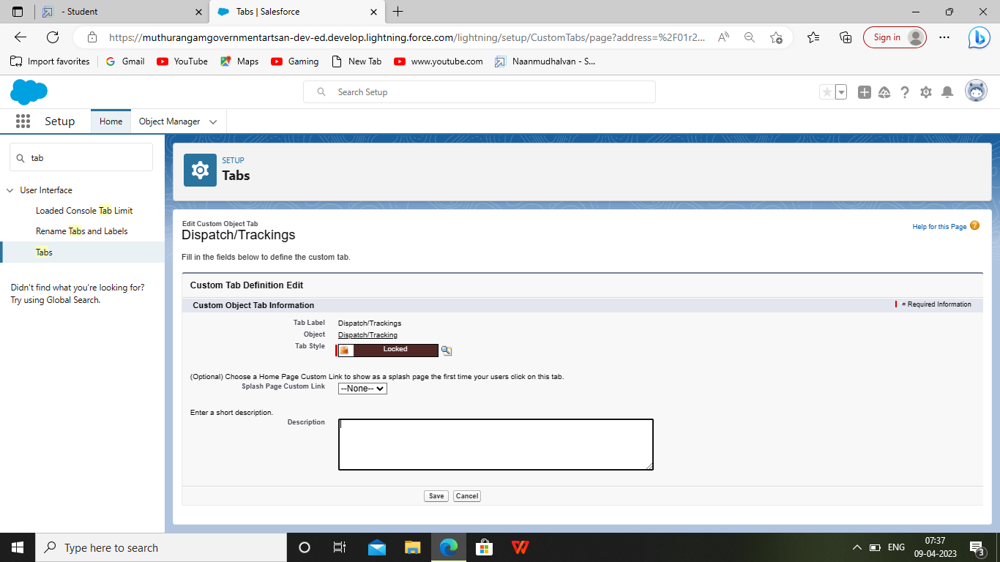 - Student
Tabs | Salesforce
https://muthurangamgovernmentartsan-dev-ed.develop.lightning.force.com/lightning/setup/CustomTabs/page?address=%2F01r2...
Sign in
Import favorites
Gmail
YouTube
Maps
Gaming
New Tab
www.youtube.com
Naanmudhalvan - S...
Search Setup
Setup
Home
Object Manager
tab
User Interface
Loaded Console Tab Limit
Rename Tabs and Labels
Tabs
Didn't find what you're looking for?
Try using Global Search.
SETUP
Tabs
Edit Custom Object Tab
Dispatch/Trackings
Help for this Page
Fill in the fields below to define the custom tab.
Custom Tab Definition Edit
Custom Object Tab Information
= Required Information
Tab Label Dispatch/Trackings
Object Dispatch/Tracking
Tab Style Locked
(Optional) Choose a Home Page Custom Link to show as a splash page the first time your users click on this tab.
Splash Page Custom Link --None--
Enter a short description.
Description
Save Cancel
Type here to search
ENG
07:37
09-04-2023
3